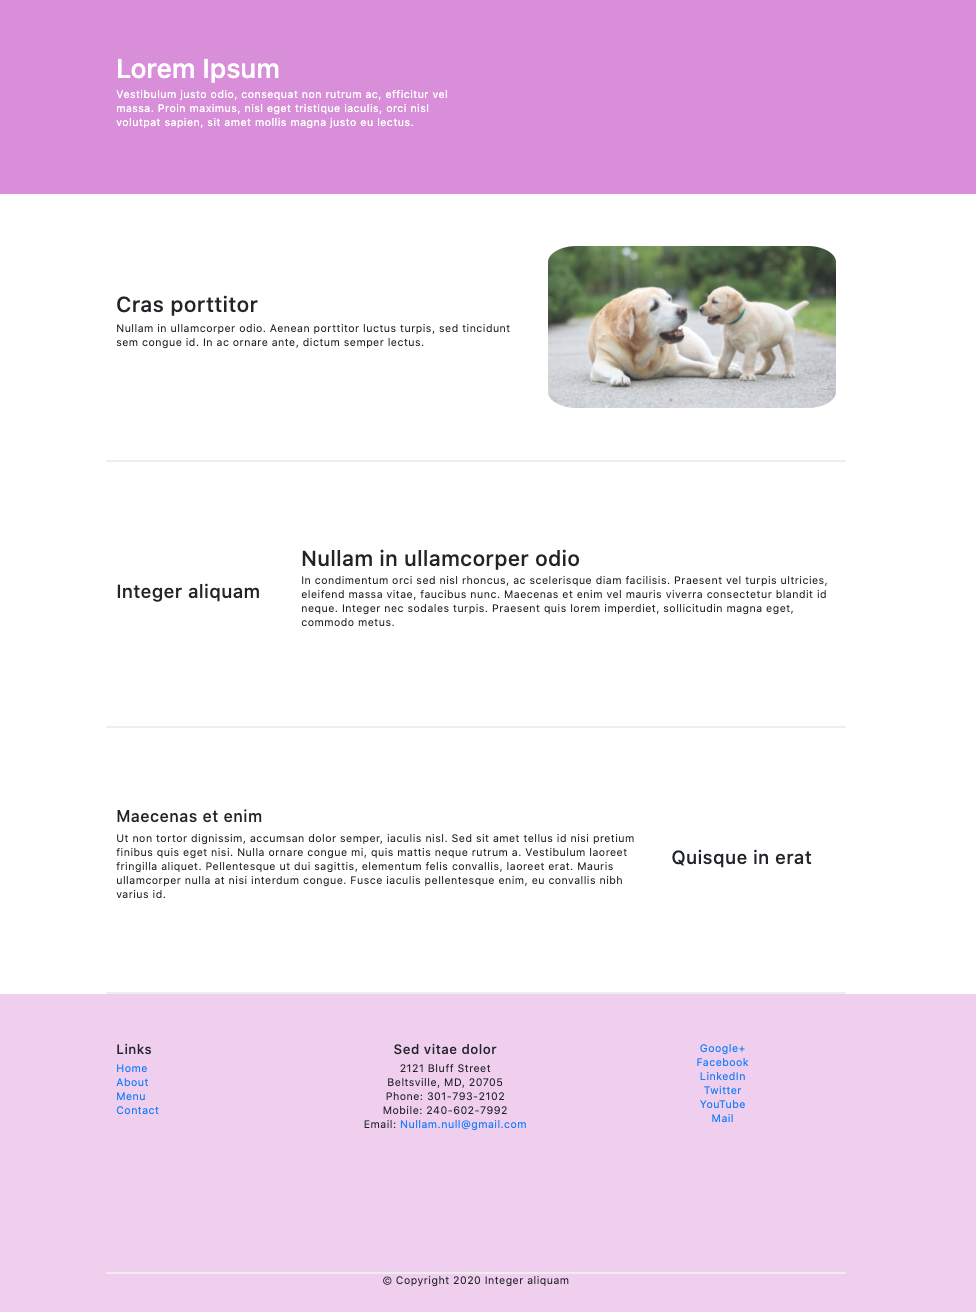 Lorem Ipsum
Vestibulum justo odio, consequat non rutrum ac, efficitur vel
massa. Proin maximus, nisl eget tristique iaculis, orci nisl
volutpat sapien, sit amet mollis magna justo eu lectus.
Cras porttitor
Nullam in ullamcorper odio. Aenean porttitor luctus turpis, sed tincidunt
sem congue id. In ac ornare ante, dictum semper lectus.
Integer aliquam
Nullam in ullamcorper odio
In condimentum orci sed nisl rhoncus, ac scelerisque diam facilisis. Praesent vel turpis ultricies,
eleifend massa vitae, faucibus nunc. Maecenas et enim vel mauris viverra consectetur blandit id
neque. Integer nec sodales turpis. Praesent quis lorem imperdiet, sollicitudin magna eget,
commodo metus.
Maecenas et enim
Ut non tortor dignissim, accumsan dolor semper, iaculis nisl. Sed sit amet tellus id nisi pretium
finibus quis eget nisi. Nulla ornare congue mi, quis mattis neque rutrum a. Vestibulum laoreet
fringilla aliquet. Pellentesque ut dui sagittis, elementum felis convallis, laoreet erat. Mauris
ullamcorper nulla at nisi interdum congue. Fusce iaculis pellentesque enim, eu convallis nibh
varius id.
Quisque in erat
Links
Home
About
Menu
Contact
Sed vitae dolor
2121 Bluff Street
Beltsville, MD, 20705
Phone: 301-793-2102
Mobile: 240-602-7992
Email: Nullam.null@gmail.com
Google+
Facebook
LinkedIn
Twitter
YouTube
Mail
© Copyright 2020 Integer aliquam